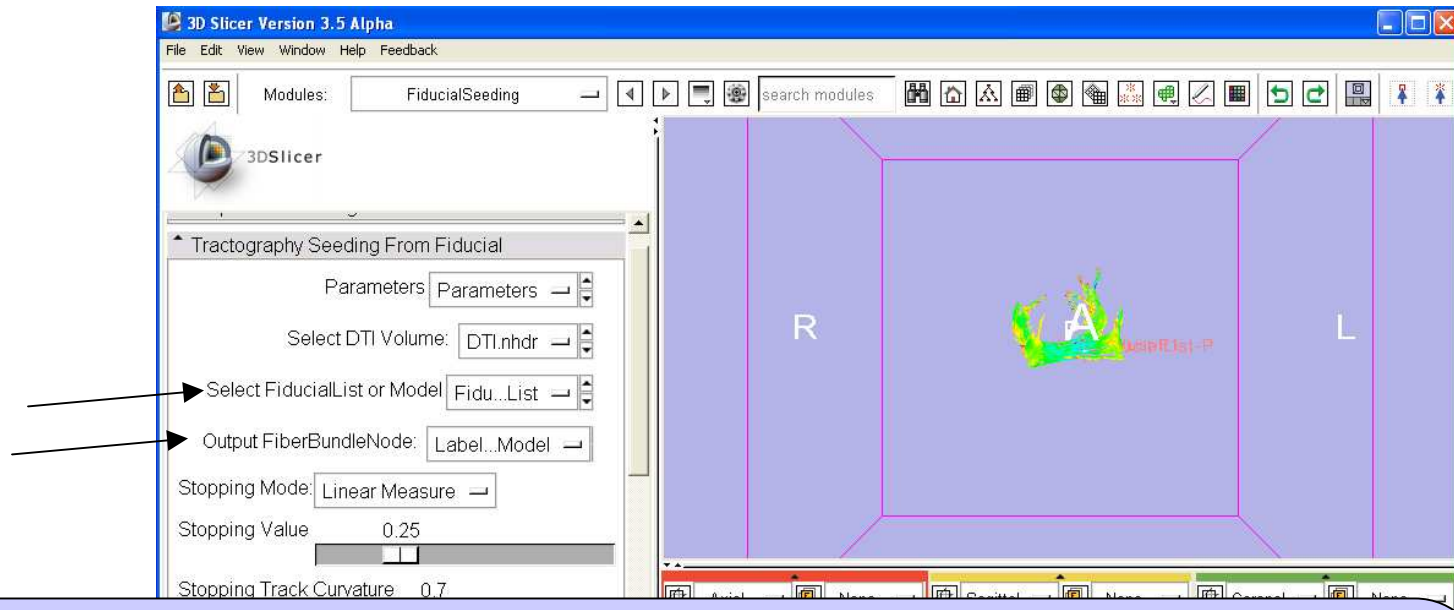 3D Slicer Version 3.5 Alpha
File Edit View Window Help Feedback
Modules: FiducialSeeding search modules
3DSlicer
Tractography Seeding From Fiducial
Parameters Parameters
Select DTI Volume: DTI.nhdr
Select FiducialList or Model Fidu...List
Output FiberBundleNode: Label...Model
Stopping Mode: Linear Measure
Stopping Value 0.25
Stopping Track Curvature 0.7
R
A
L
Axial None Sagittal None Coronal None